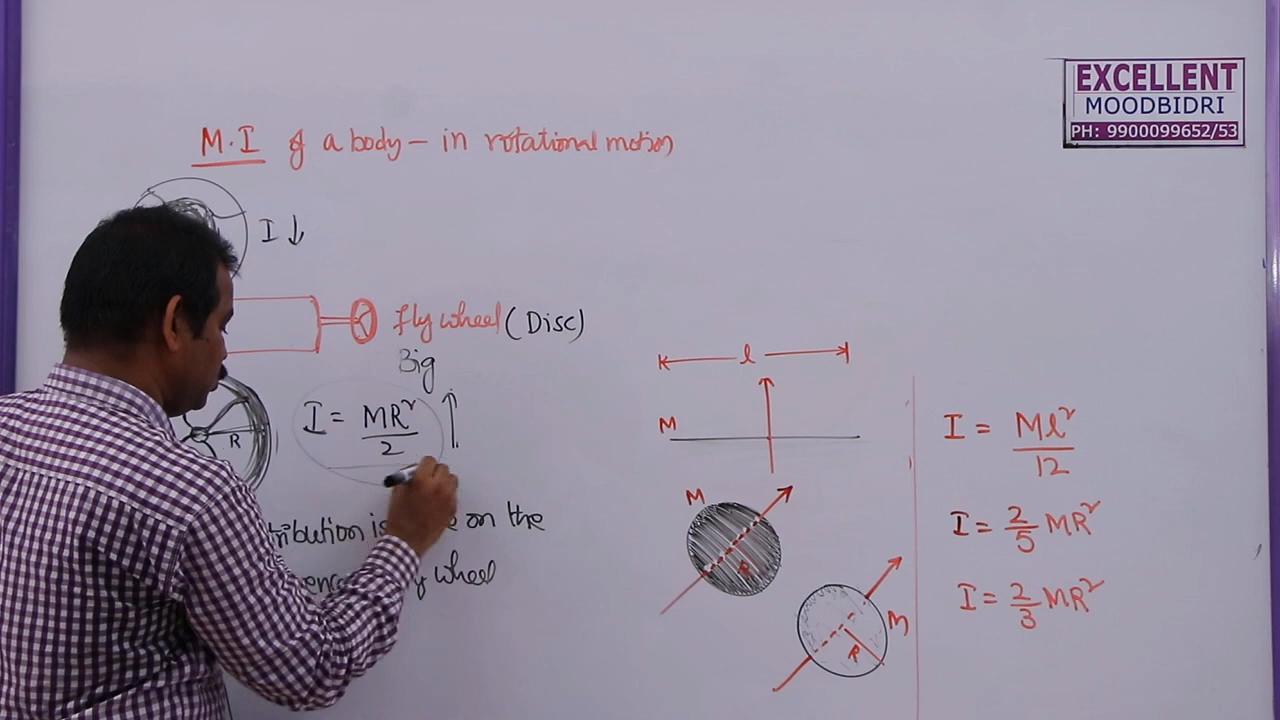 EXCELLENT
MOODBIDRI
PH: 9900099652/53
M.I of a body – in rotational motion
I ↓
fly wheel (Disc)
Big
I = MR²/2 ↑
R
on the
wheel
l
M
M
R
M
R
I = Ml²/12
I = 2/5 MR²
I = 2/3 MR²